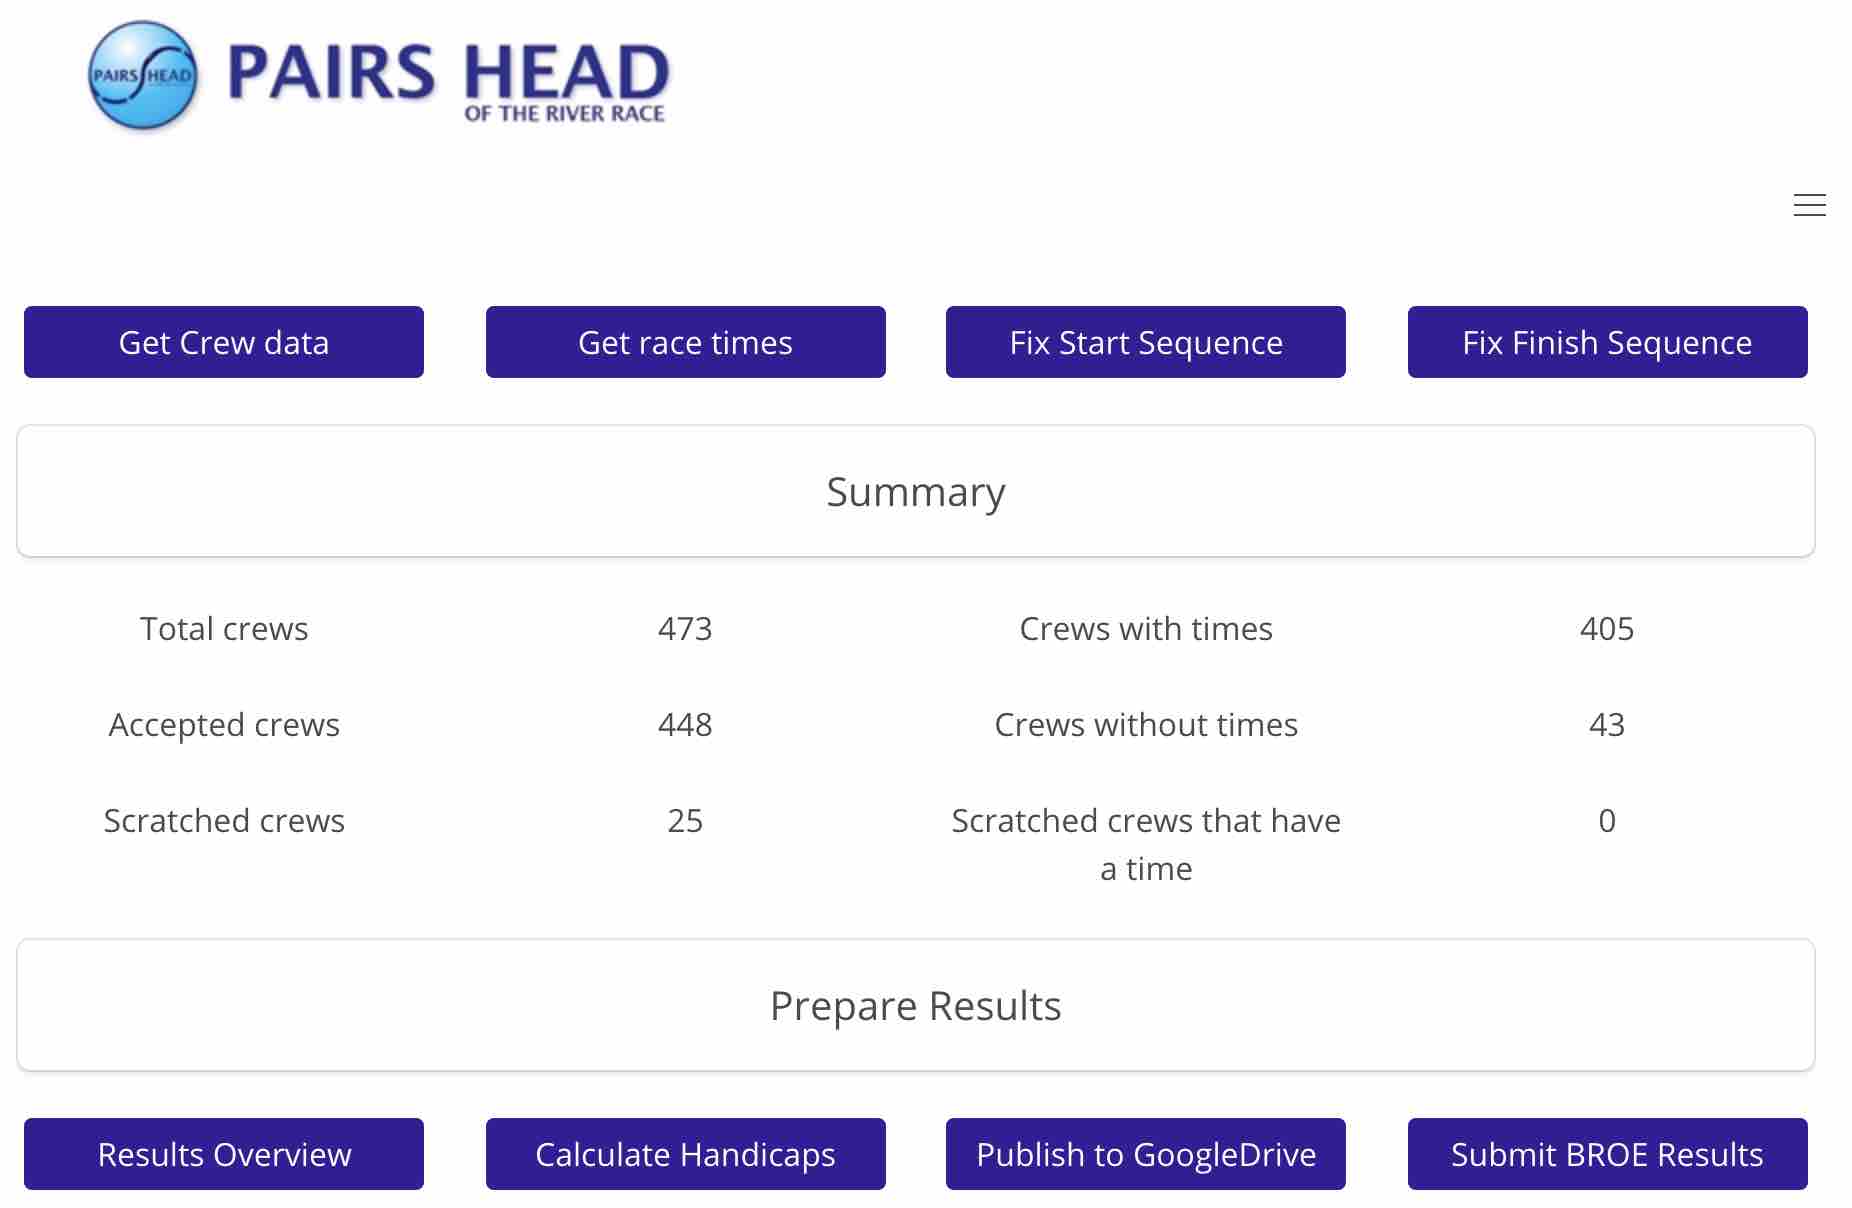 PAIRS HEAD
PAIRS HEAD
OF THE RIVER RACE
Get Crew data
Get race times
Fix Start Sequence
Fix Finish Sequence
Summary
Total crews
473
Crews with times
405
Accepted crews
448
Crews without times
43
Scratched crews
25
Scratched crews that have
a time
0
Prepare Results
Results Overview
Calculate Handicaps
Publish to GoogleDrive
Submit BROE Results